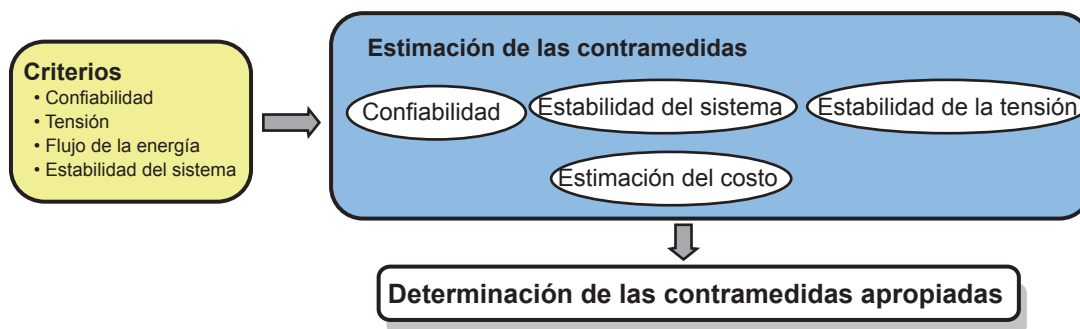 Criterios
• Confiabilidad
• Tensión
• Flujo de la energía
• Estabilidad del sistema
Estimación de las contramedidas
Confiabilidad
Estabilidad del sistema
Estabilidad de la tensión
Estimación del costo
Determinación de las contramedidas apropiadas